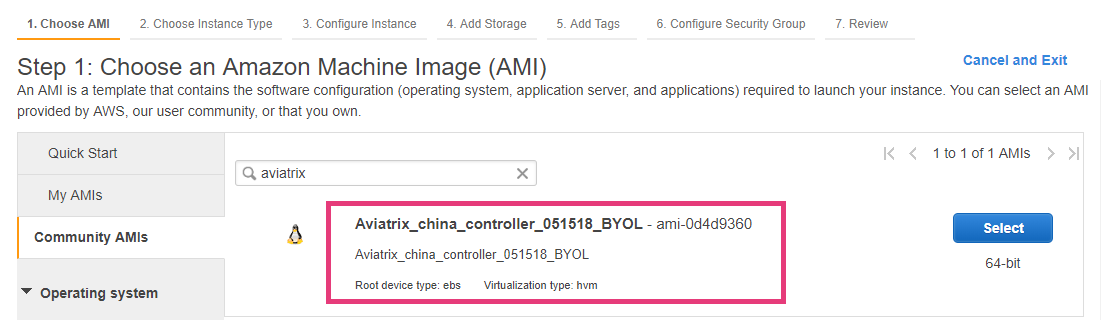 1. Choose AMI 2. Choose Instance Type 3. Configure Instance 4. Add Storage 5. Add Tags 6. Configure Security Group 7. Review
Step 1: Choose an Amazon Machine Image (AMI)
Cancel and Exit
An AMI is a template that contains the software configuration (operating system, application server, and applications) required to launch your instance. You can select an AMI
provided by AWS, our user community, or that you own.
Quick Start
My AMIs
Community AMIs
Operating system
aviatrix
1 to 1 of 1 AMIs
Aviatrix_china_controller_051518_BYOL - ami-0d4d9360
Aviatrix_china_controller_051518_BYOL
Root device type: ebs Virtualization type: hvm
Select
64-bit